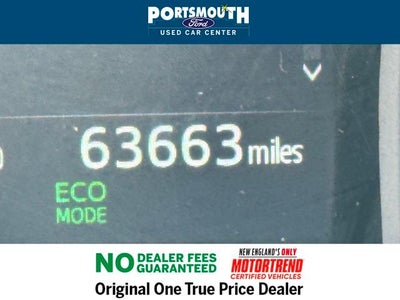 PORTSMOUTH
Ford
USED CAR CENTER
63663 miles
ECO
MODE
NO DEALER FEES
GUARANTEED
NEW ENGLAND'S ONLY
MOTORTREND
CERTIFIED VEHICLES
Original One True Price Dealer